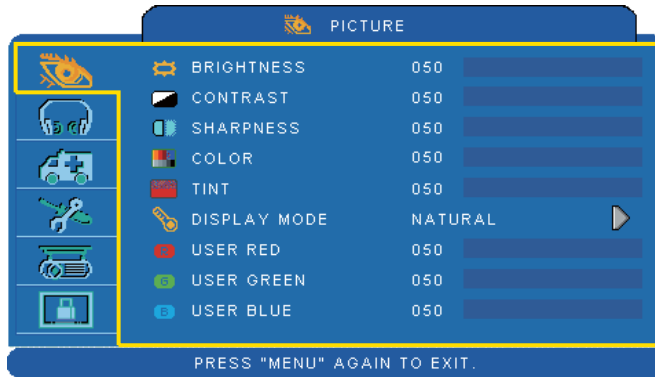 PICTURE
BRIGHTNESS 050
CONTRAST 050
SHARPNESS 050
COLOR 050
TINT 050
DISPLAY MODE NATURAL
R USER RED 050
G USER GREEN 050
B USER BLUE 050
PRESS "MENU" AGAIN TO EXIT.